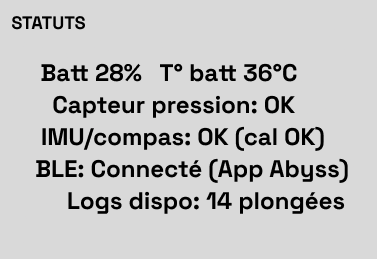 STATUTS
Batt 28% T° batt 36°C
Capteur pression: OK
IMU/compas: OK (cal OK)
BLE: Connecté (App Abyss)
Logs dispo: 14 plongées